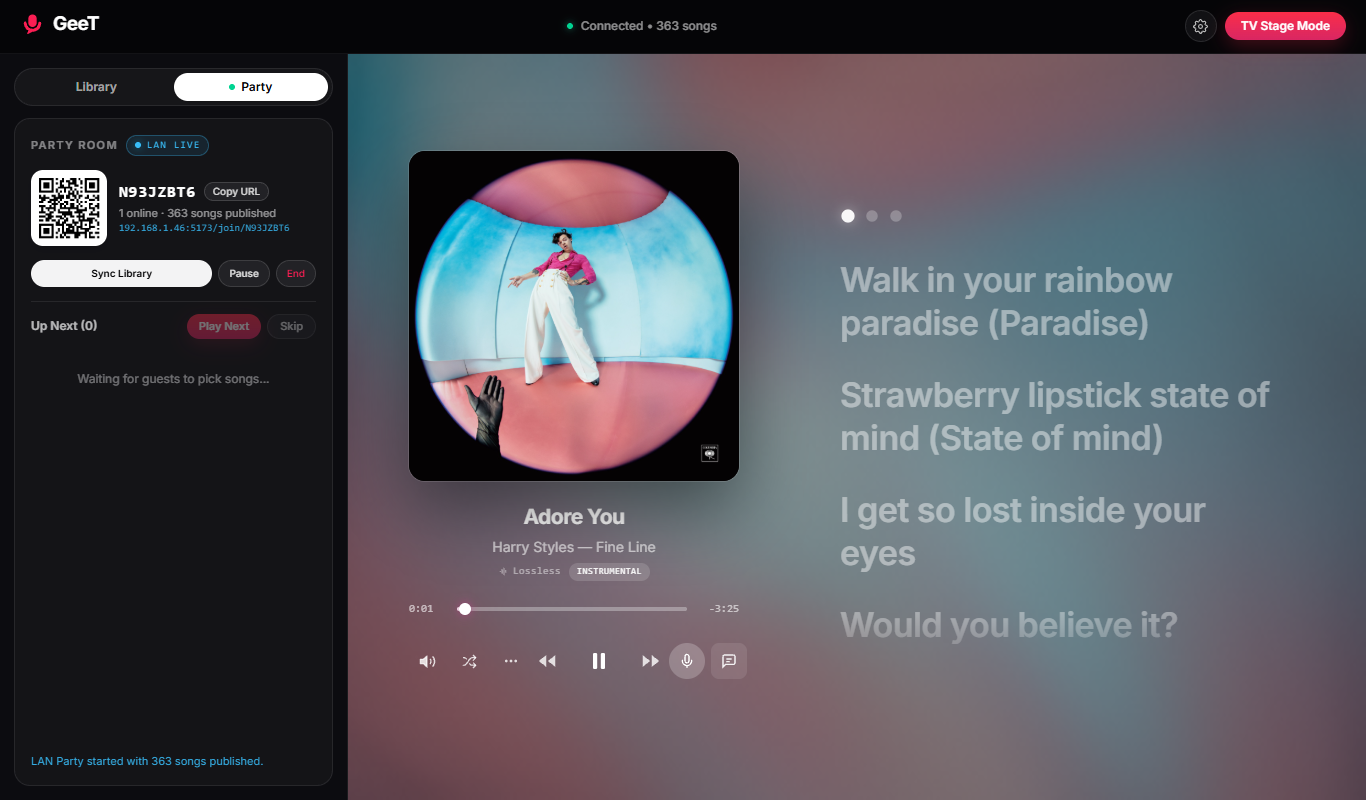 GeeT
Connected • 363 songs
TV Stage Mode
Library
Party
PARTY ROOM
LAN LIVE
N93JZBT6
Copy URL
1 online · 363 songs published
192.168.1.46:5173/join/N93JZBT6
Sync Library
Pause
End
Up Next (0)
Play Next
Skip
Waiting for guests to pick songs...
LAN Party started with 363 songs published.
Adore You
Harry Styles — Fine Line
Lossless
INSTRUMENTAL
0:01
-3:25
Walk in your rainbow
paradise (Paradise)
Strawberry lipstick state of
mind (State of mind)
I get so lost inside your
eyes
Would you believe it?